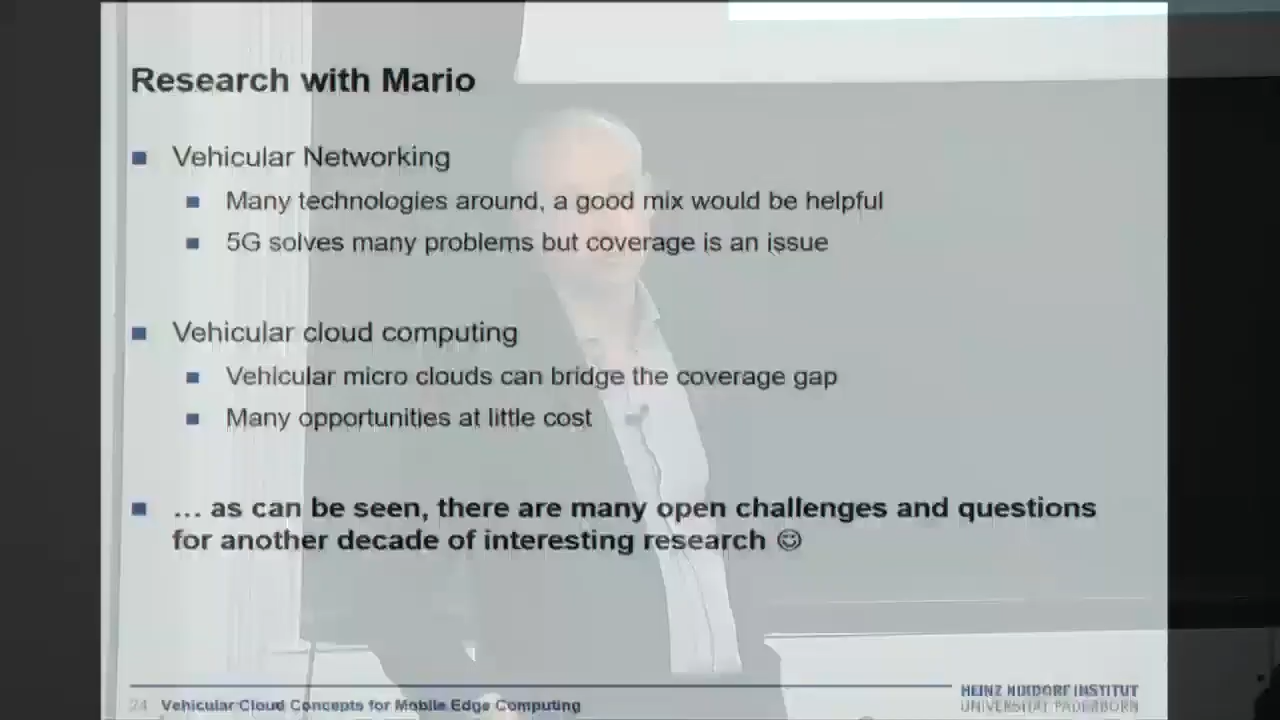 Research with Mario
Vehicular Networking
Many technologies around, a good mix would be helpful
5G solves many problems but coverage is an issue
Vehicular cloud computing
Vehicular micro clouds can bridge the coverage gap
Many opportunities at little cost
… as can be seen, there are many open challenges and questions
for another decade of interesting research ☺
24 Vehicular Cloud Concepts for Mobile Edge Computing
HEINZ NIXDORF INSTITUT
UNIVERSITÄT PADERBORN